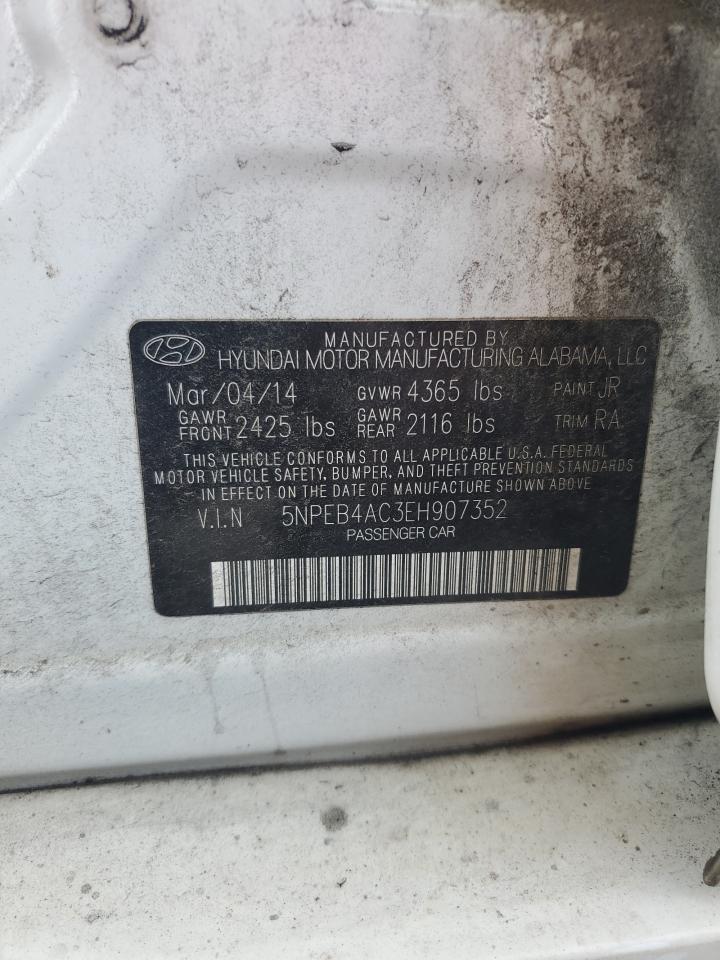 MANUFACTURED BY
HYUNDAI MOTOR MANUFACTURING ALABAMA, LLC
Mar/04/14 GVWR 4365 lbs PAINT JR
GAWR FRONT 2425 lbs GAWR REAR 2116 lbs TRIM RA
THIS VEHICLE CONFORMS TO ALL APPLICABLE U.S.A. FEDERAL
MOTOR VEHICLE SAFETY, BUMPER, AND THEFT PREVENTION STANDARDS
IN EFFECT ON THE DATE OF MANUFACTURE SHOWN ABOVE
V.I.N 5NPEB4AC3EH907352
PASSENGER CAR